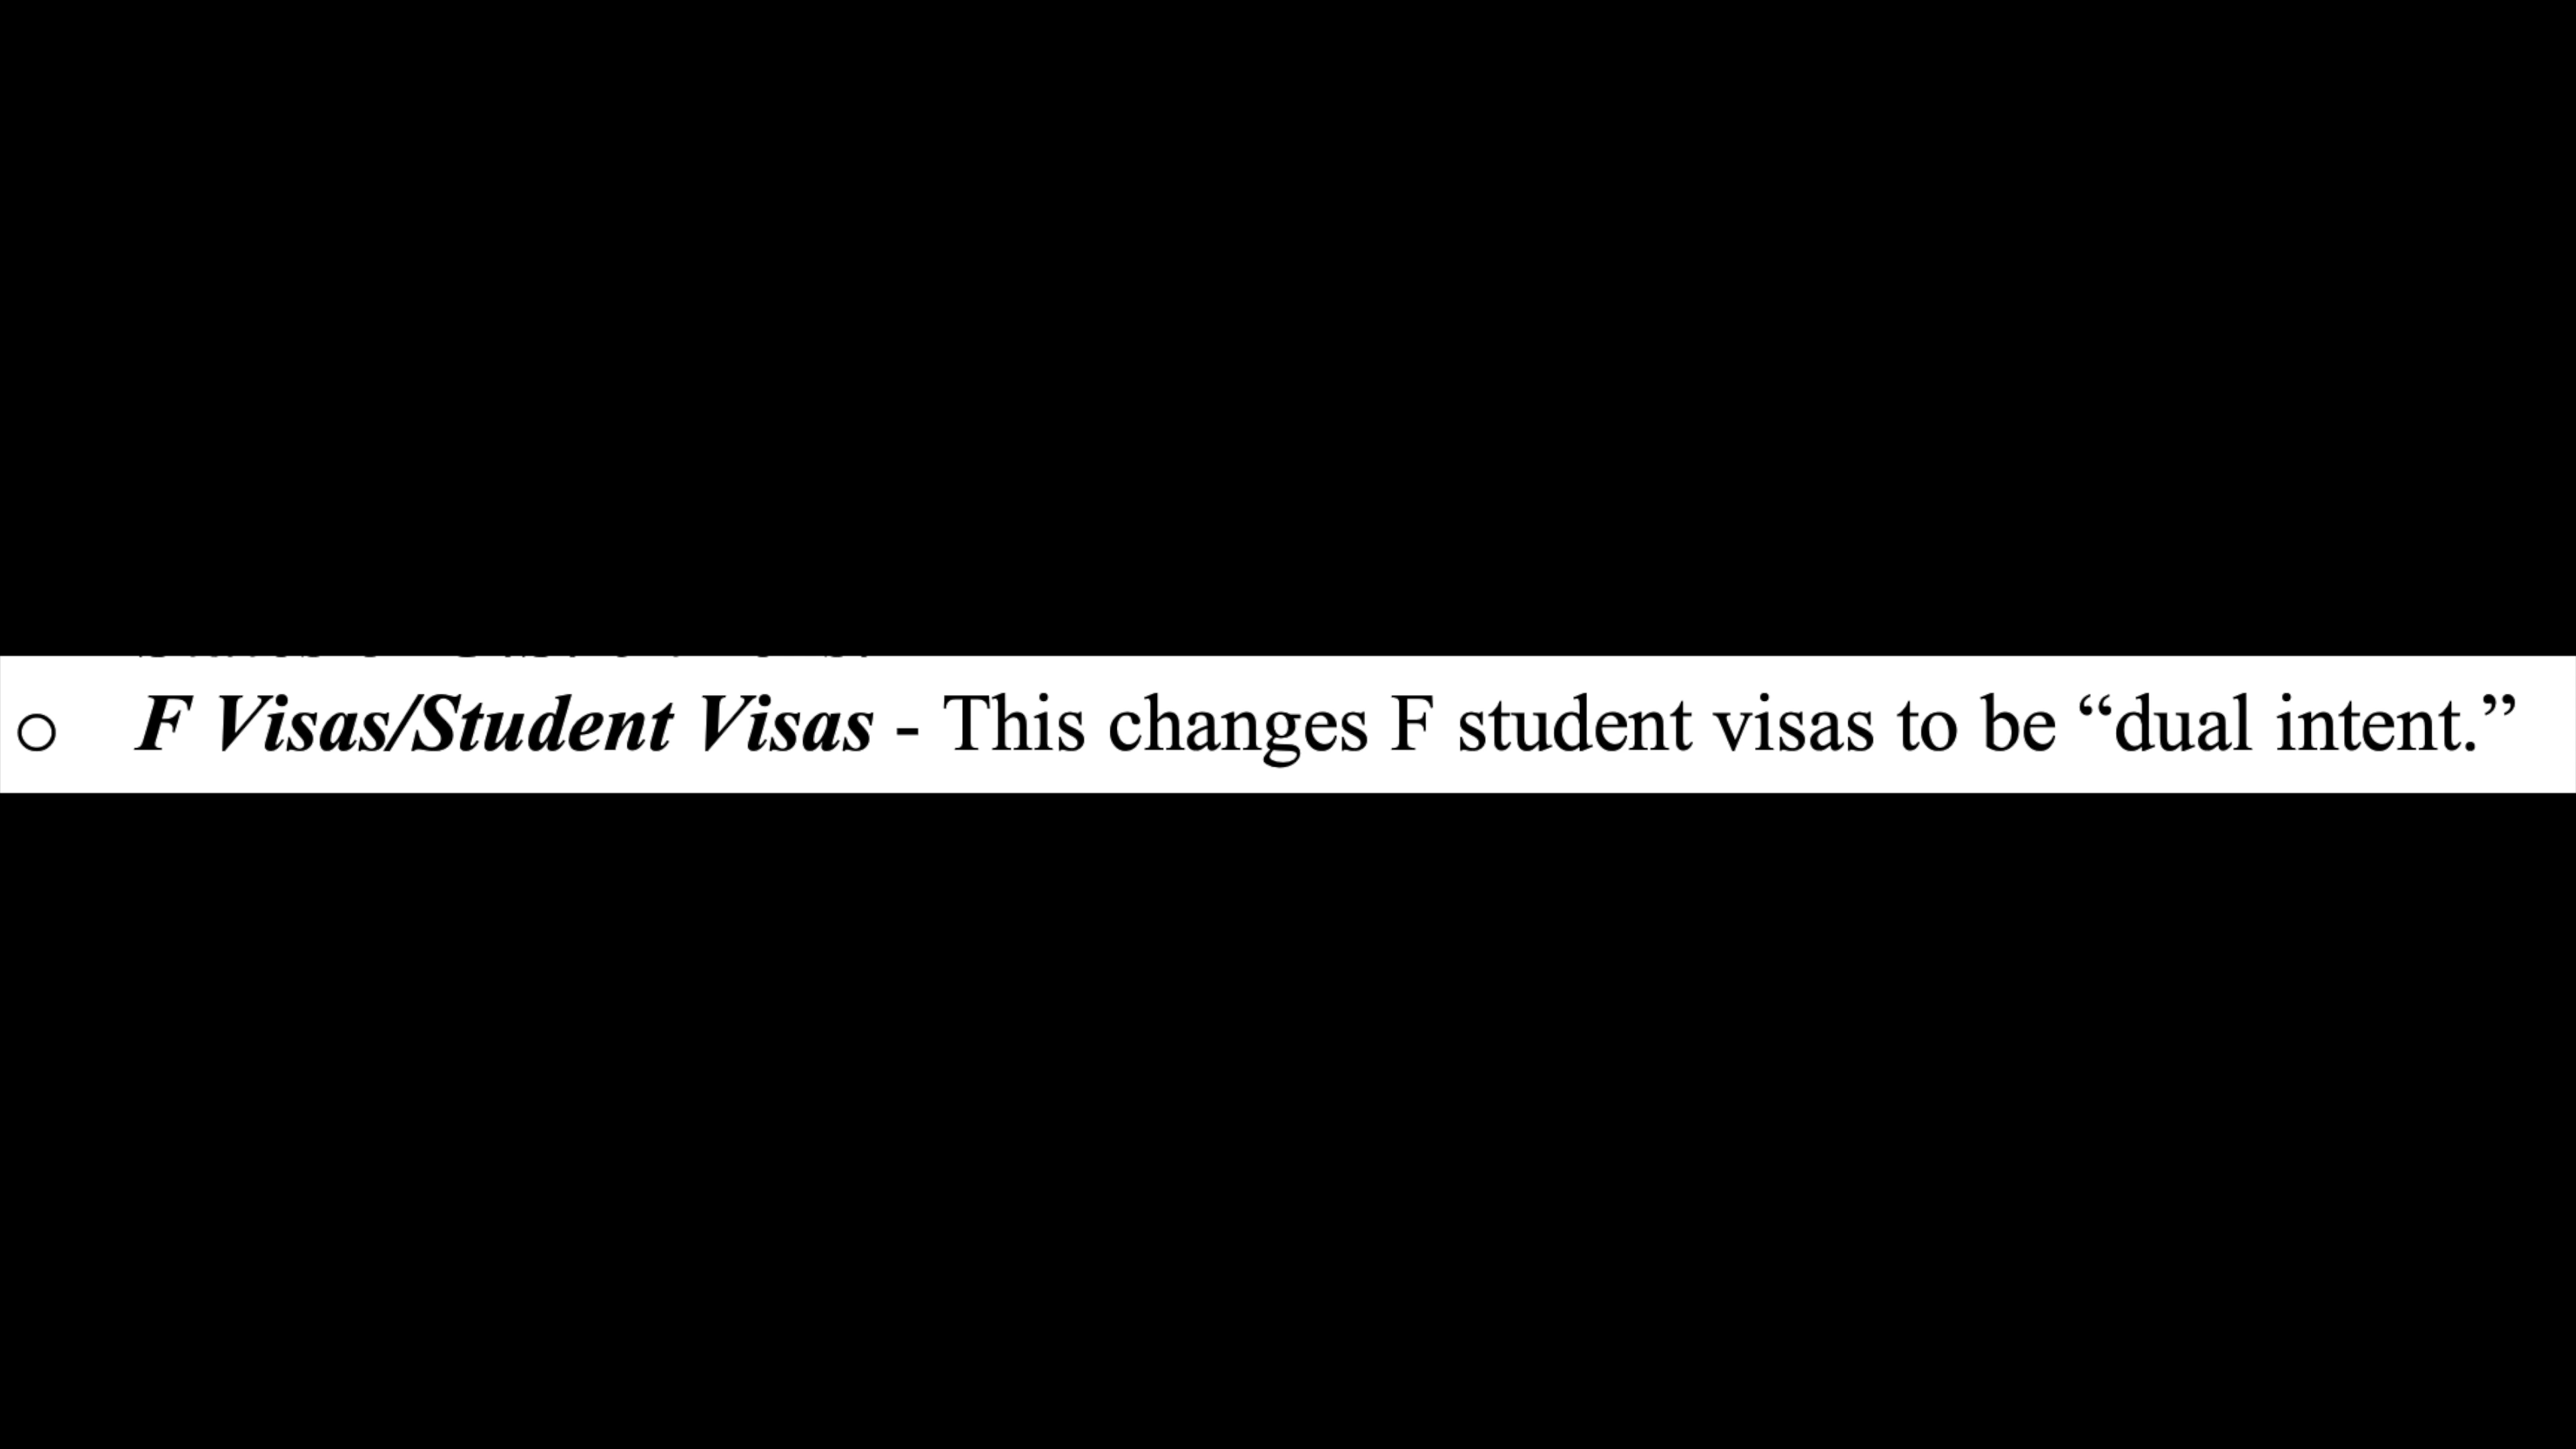 ○ F Visas/Student Visas - This changes F student visas to be “dual intent.”